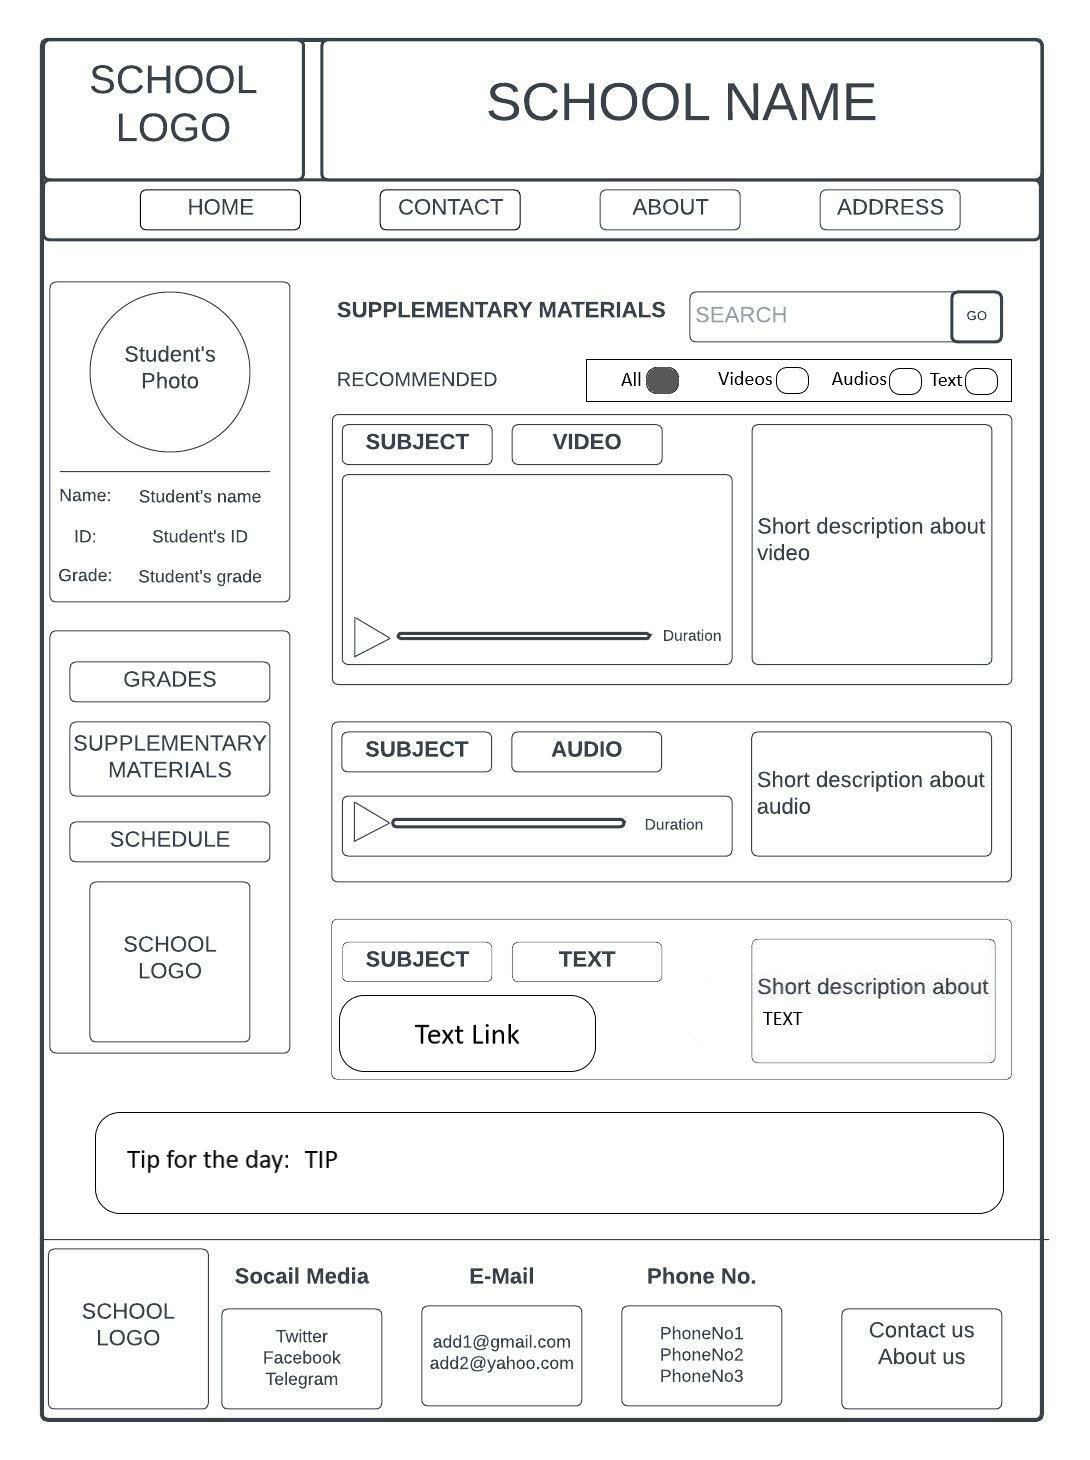 SCHOOL
LOGO
SCHOOL NAME
HOME
CONTACT
ABOUT
ADDRESS
Student's
Photo
Name: Student's name
ID: Student's ID
Grade: Student's grade
GRADES
SUPPLEMENTARY
MATERIALS
SCHEDULE
SCHOOL
LOGO
SUPPLEMENTARY MATERIALS
SEARCH
GO
RECOMMENDED
All
Videos
Audios
Text
SUBJECT
VIDEO
Duration
Short description about
video
SUBJECT
AUDIO
Duration
Short description about
audio
SUBJECT
TEXT
Text Link
Short description about
TEXT
Tip for the day: TIP
SCHOOL
LOGO
Socail Media
Twitter
Facebook
Telegram
E-Mail
add1@gmail.com
add2@yahoo.com
Phone No.
PhoneNo1
PhoneNo2
PhoneNo3
Contact us
About us